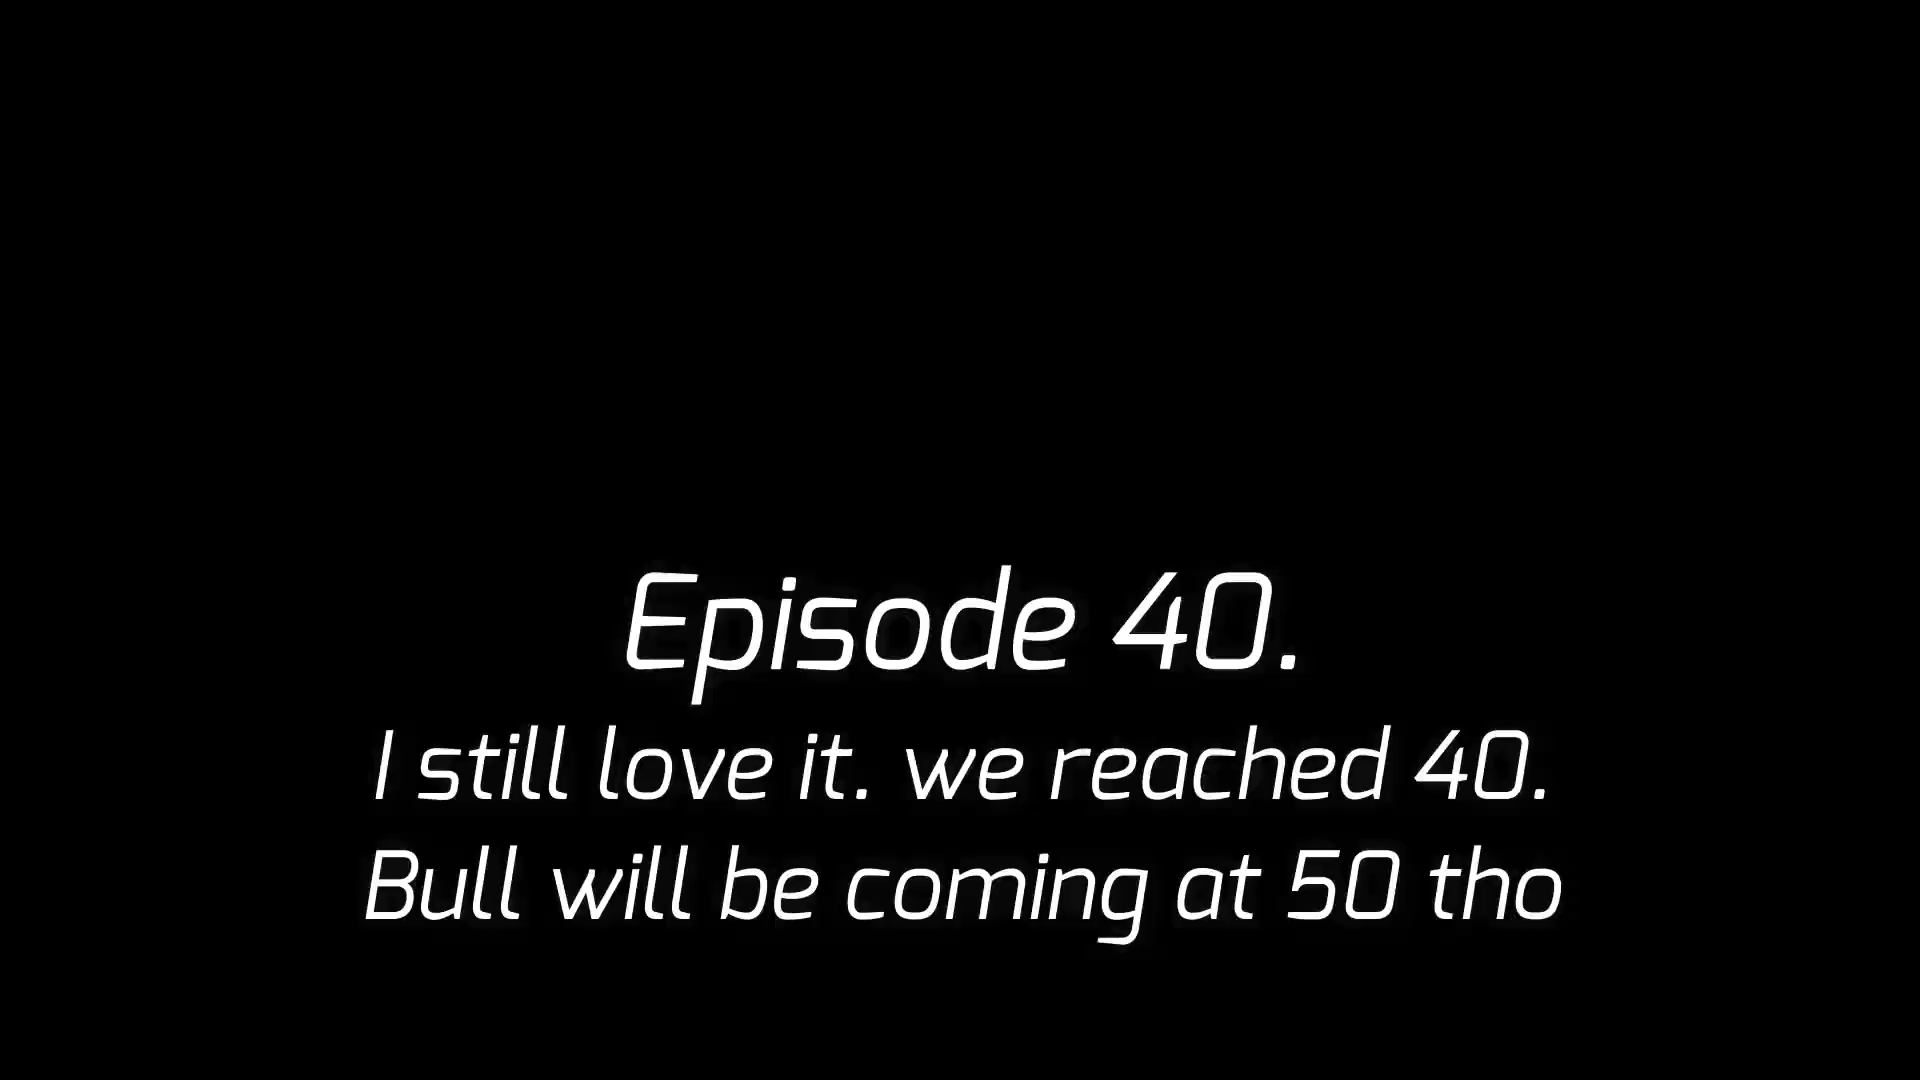 Episode 40.
I still love it. we reached 40.
Bull will be coming at 50 tho